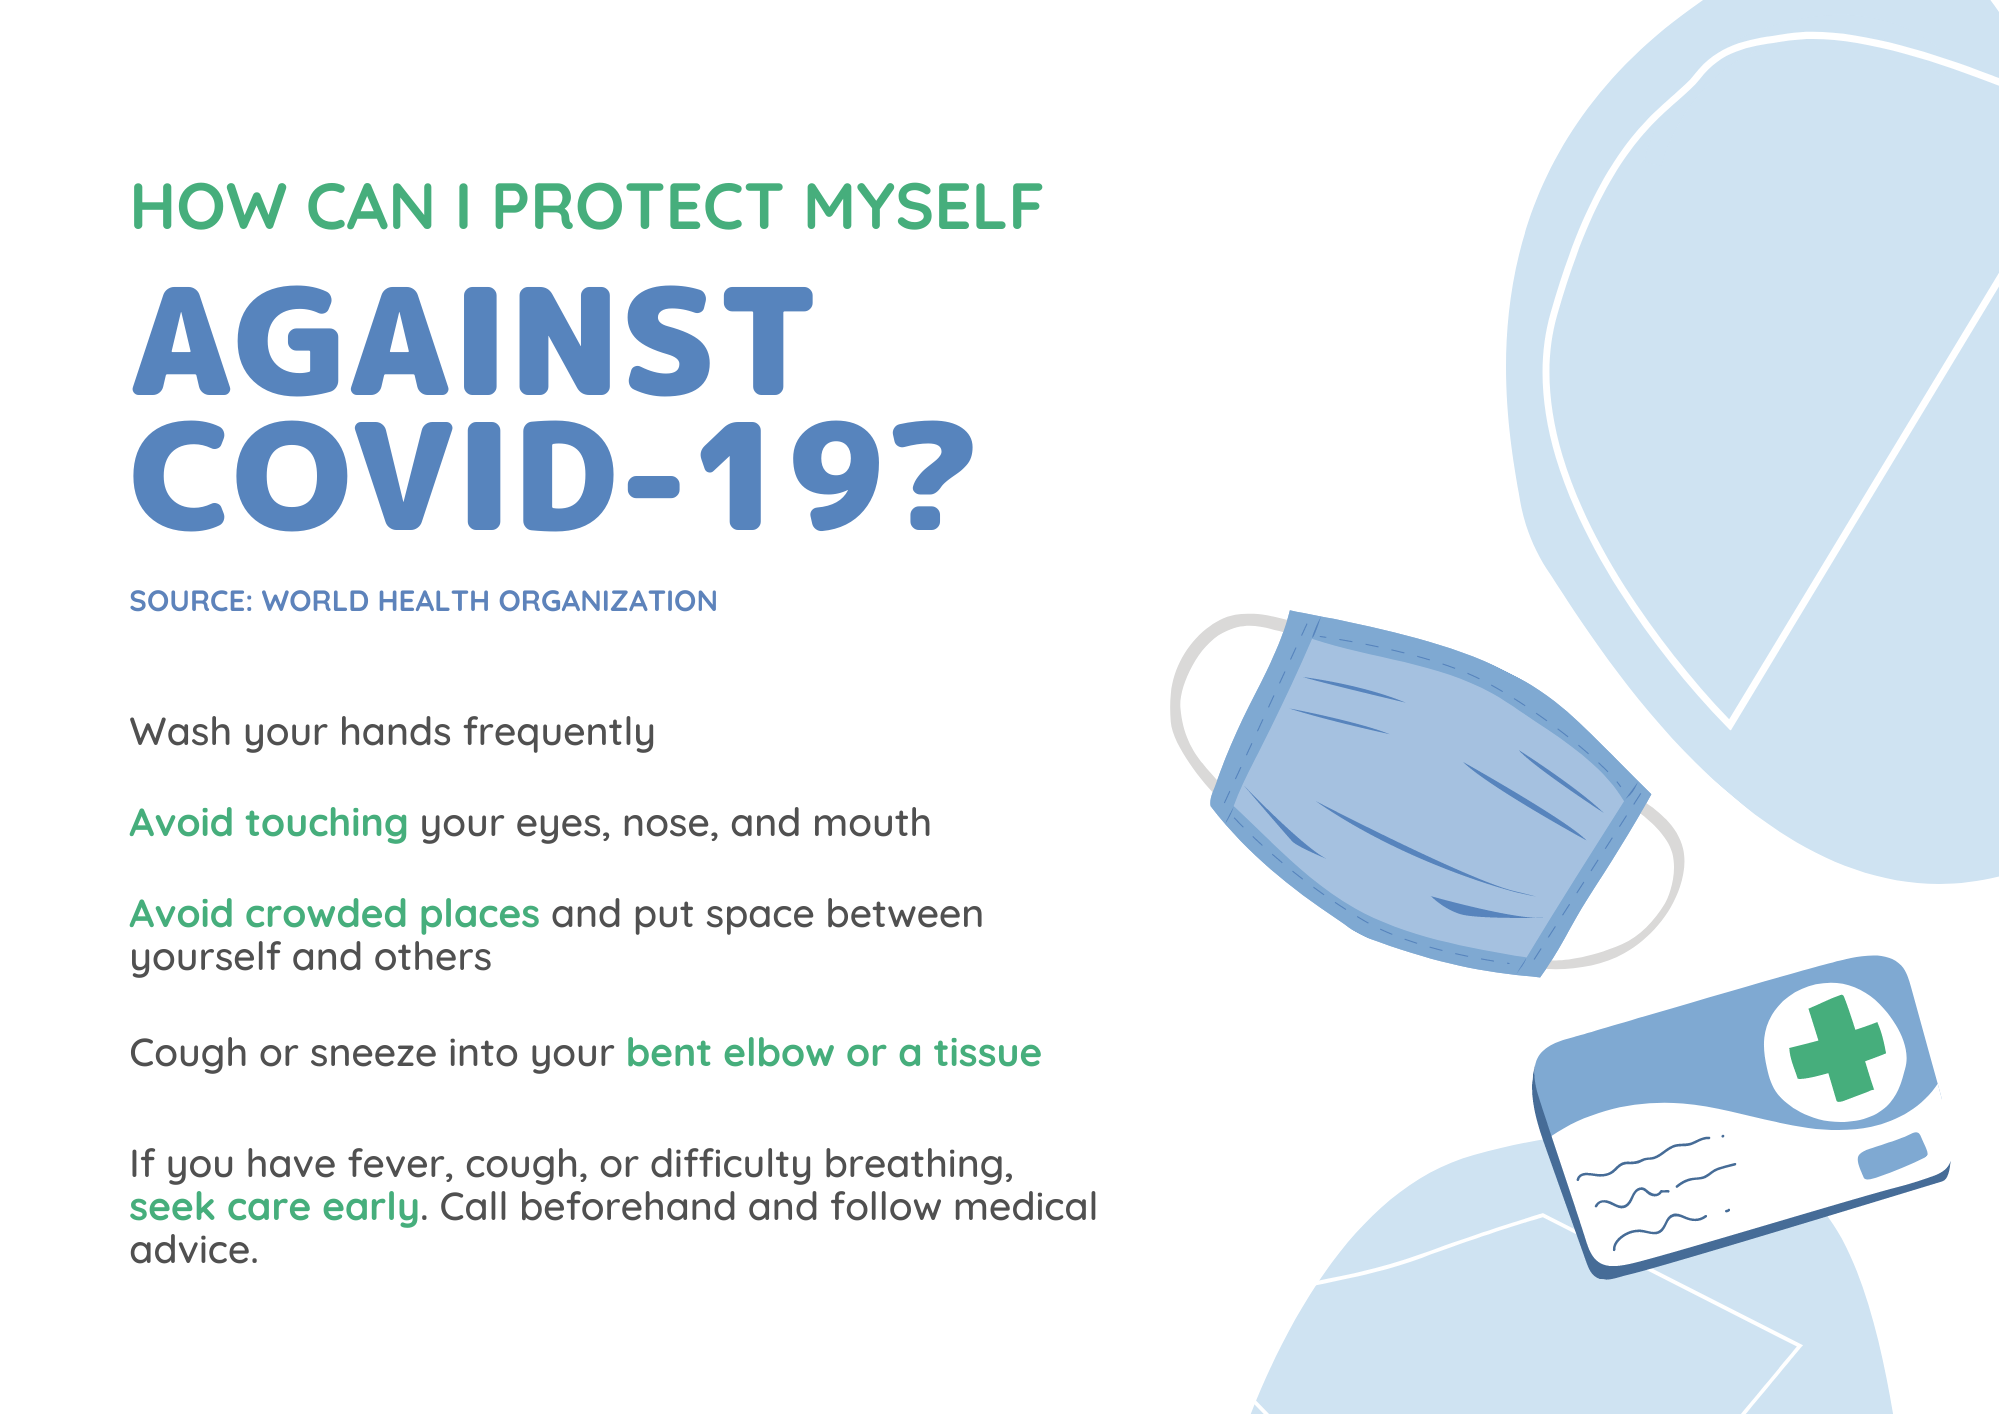 HOW CAN I PROTECT MYSELF
AGAINST
COVID-19?
SOURCE: WORLD HEALTH ORGANIZATION
Wash your hands frequently
Avoid touching your eyes, nose, and mouth
Avoid crowded places and put space between
yourself and others
Cough or sneeze into your bent elbow or a tissue
If you have fever, cough, or difficulty breathing,
seek care early. Call beforehand and follow medical
advice.